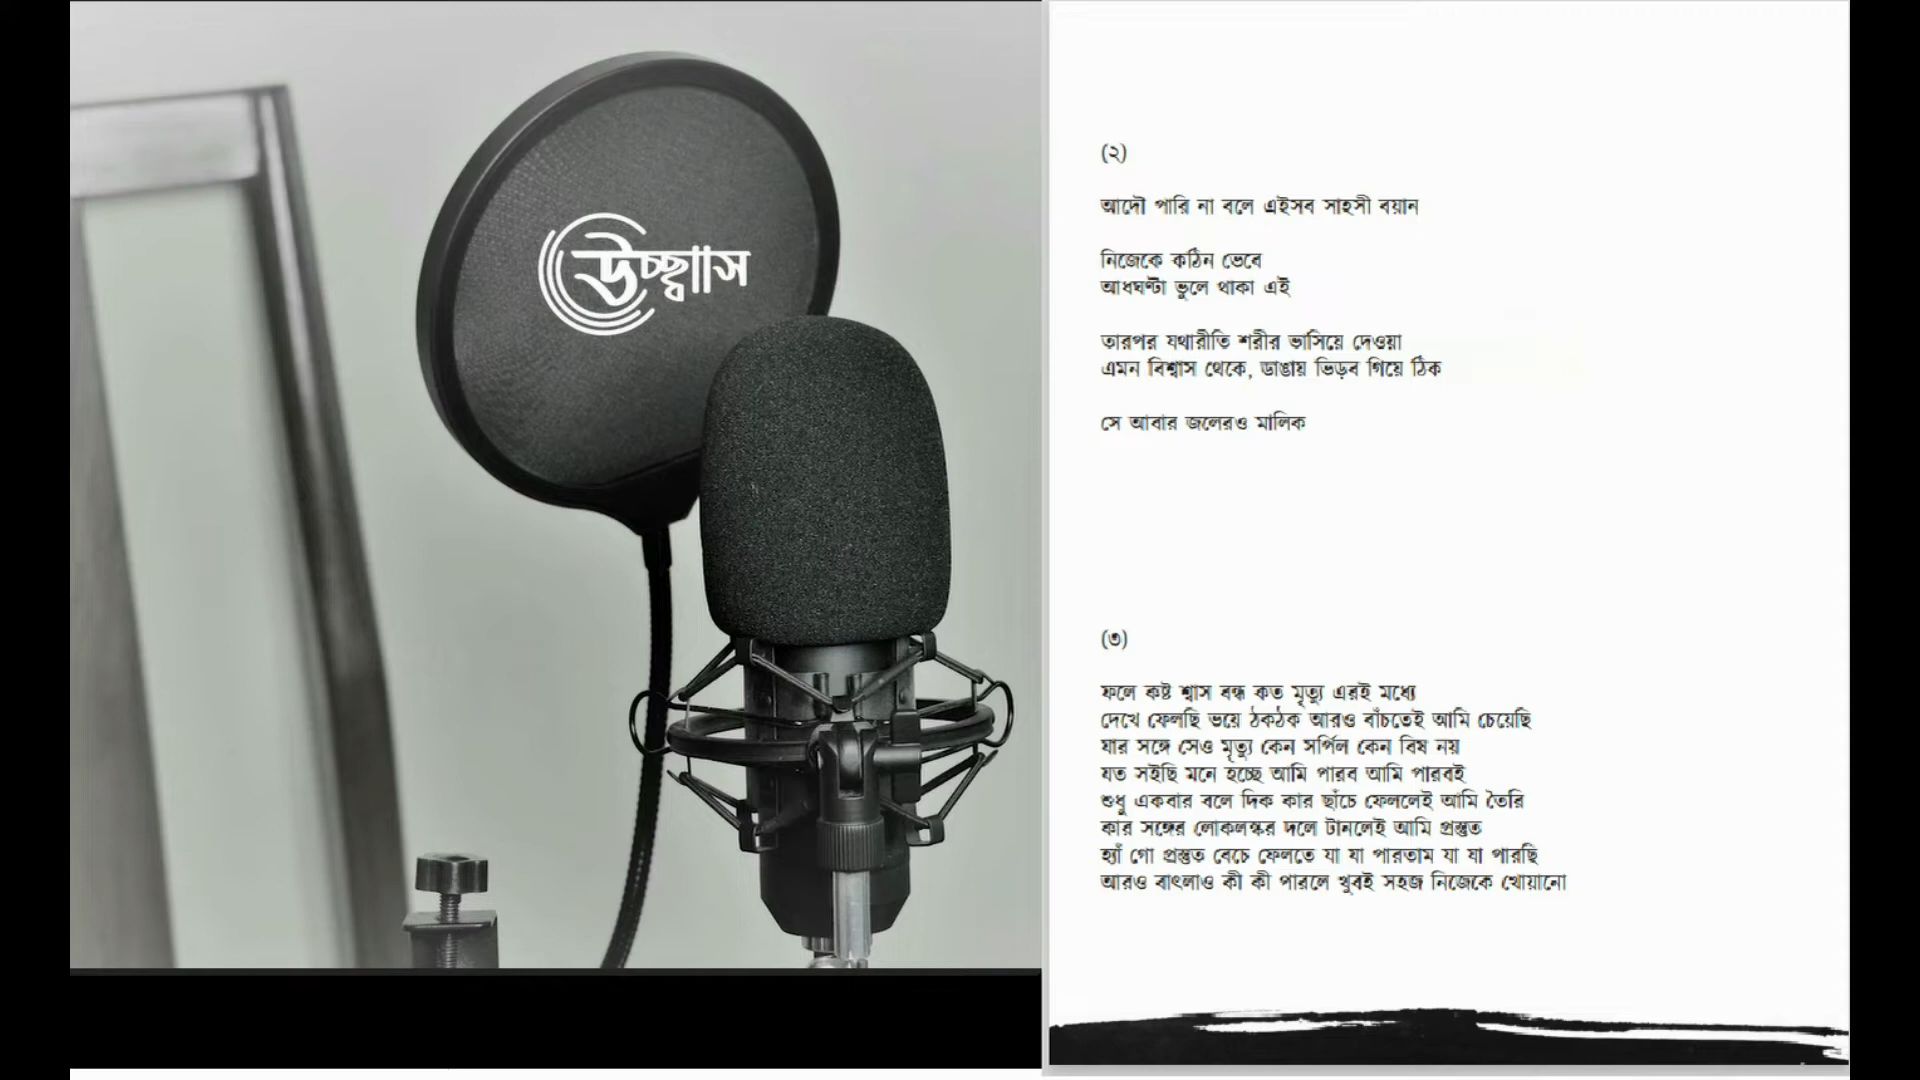 উচ্ছ্বাস
(২)
আদৌ পারি না বলে এইসব সাহসী বয়ান
নিজেকে কঠিন ভেবে
আধঘণ্টা ভুলে থাকা এই
তারপর যথারীতি শরীর ভাসিয়ে দেওয়া
এমন বিশ্বাস থেকে, ডাঙায় ভিড়ব গিয়ে ঠিক
সে আবার জলেরও মালিক
(৩)
ফলে কষ্ট শ্বাস বন্ধ কত মৃত্যু এরই মধ্যে
দেখে ফেলছি ভয়ে ঠকঠক আরও বাঁচতেই আমি চেয়েছি
যার সঙ্গে সেও মৃত্যু কেন সর্পিল কেন বিষ নয়
যত সইছি মনে হচ্ছে আমি পারব আমি পারবই
শুধু একবার বলে দিক কার ছাঁচে ফেললেই আমি তৈরি
কার সঙ্গের লোকলস্কর দলে টানলেই আমি প্রস্তুত
হ্যাঁ গো প্রস্তুত বেচে ফেলতে যা যা পারতাম যা যা পারছি
আরও বাৎলাও কী কী পারলে খুবই সহজ নিজেকে খোয়ানো